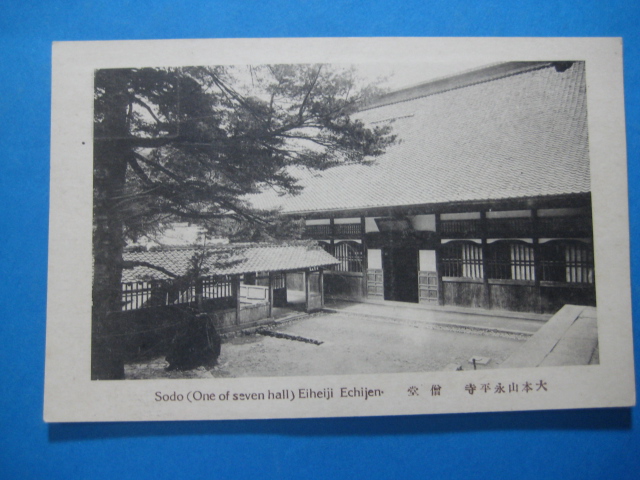 Sodo (One of seven hall) Eiheiji Echijen.
大本山永平寺 僧堂